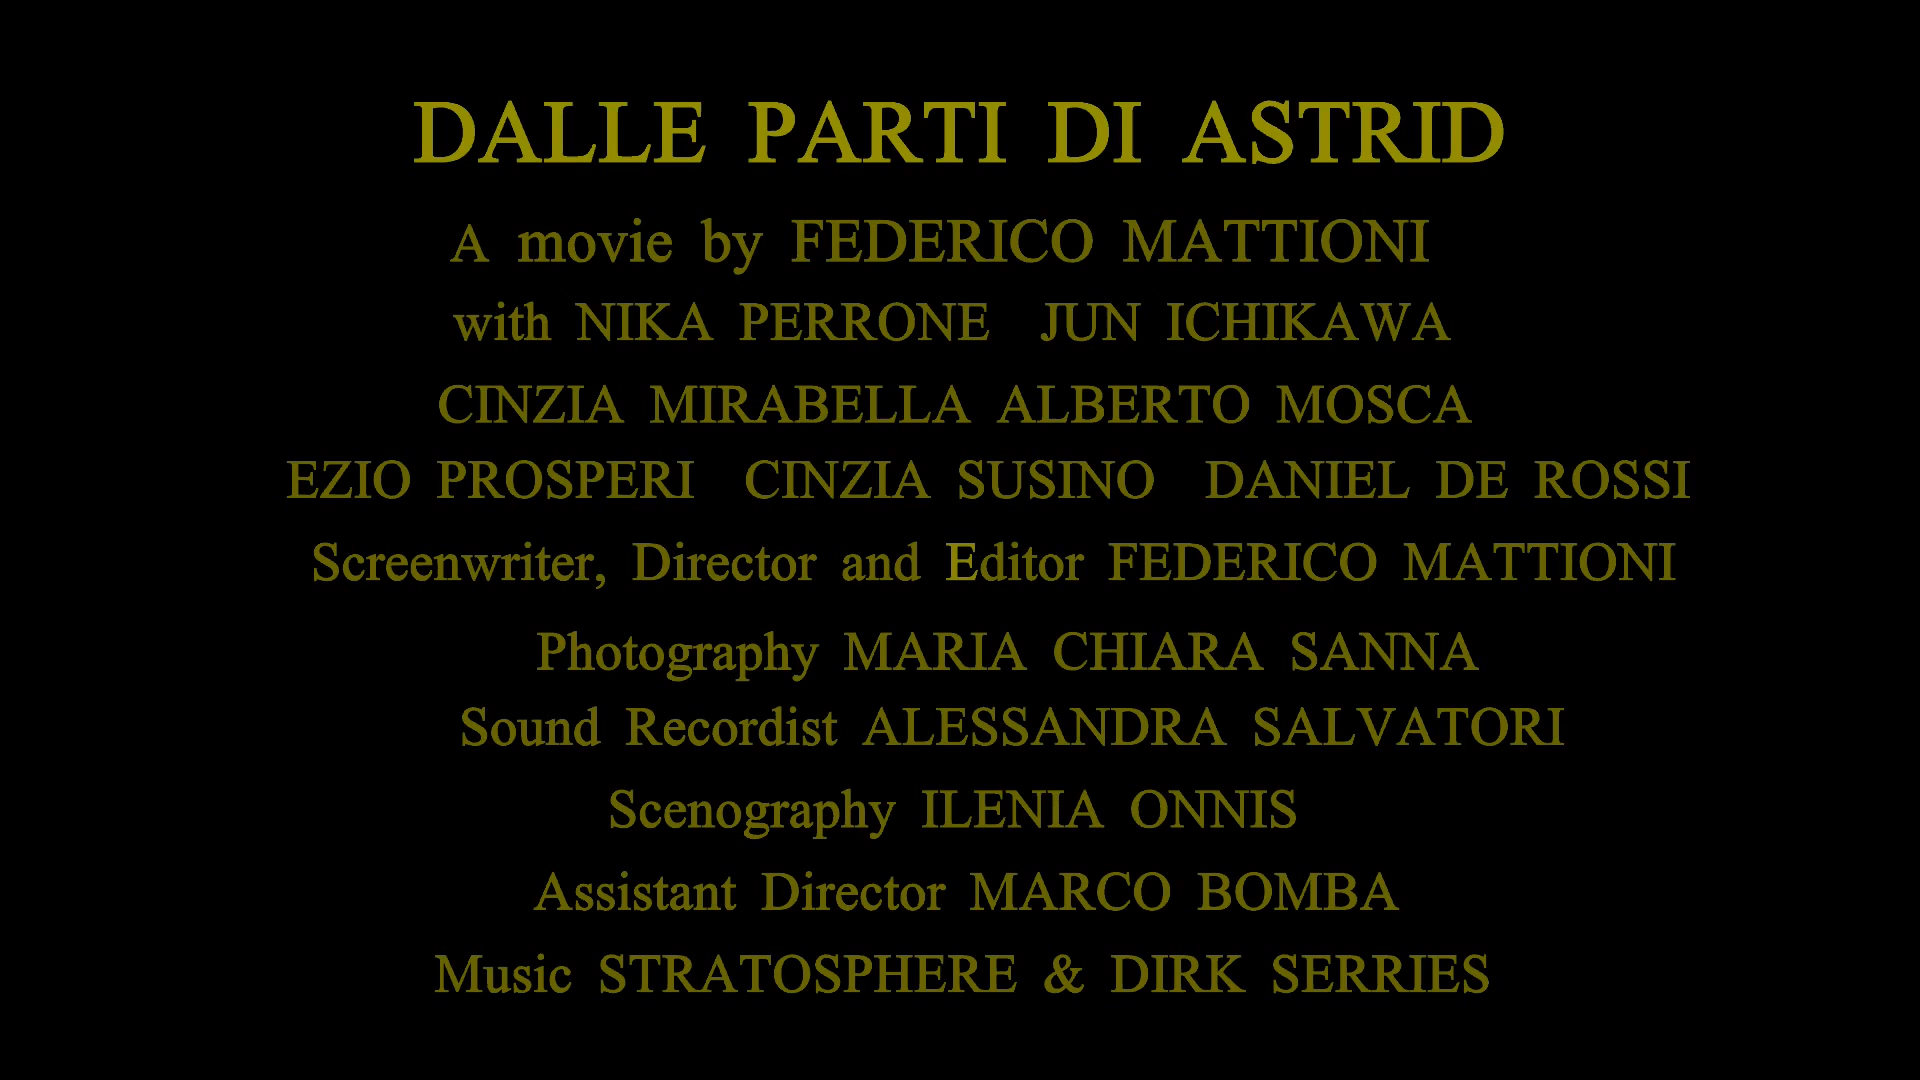 DALLE PARTI DI ASTRID
A movie by FEDERICO MATTIONI
with NIKA PERRONE JUN ICHIKAWA
CINZIA MIRABELLA ALBERTO MOSCA
EZIO PROSPERI CINZIA SUSINO DANIEL DE ROSSI
Screenwriter, Director and Editor FEDERICO MATTIONI
Photography MARIA CHIARA SANNA
Sound Recordist ALESSANDRA SALVATORI
Scenography ILENIA ONNIS
Assistant Director MARCO BOMBA
Music STRATOSPHERE & DIRK SERRIES